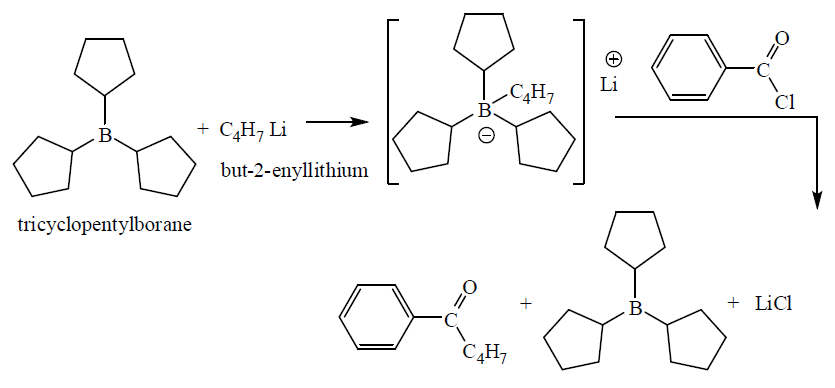 B
+ C₄H₇ Li
but-2-enyllithium
tricyclopentylborane
B C₄H₇
⊖
⊕
Li
O
C
Cl
O
C
C₄H₇
+
B
+ LiCl